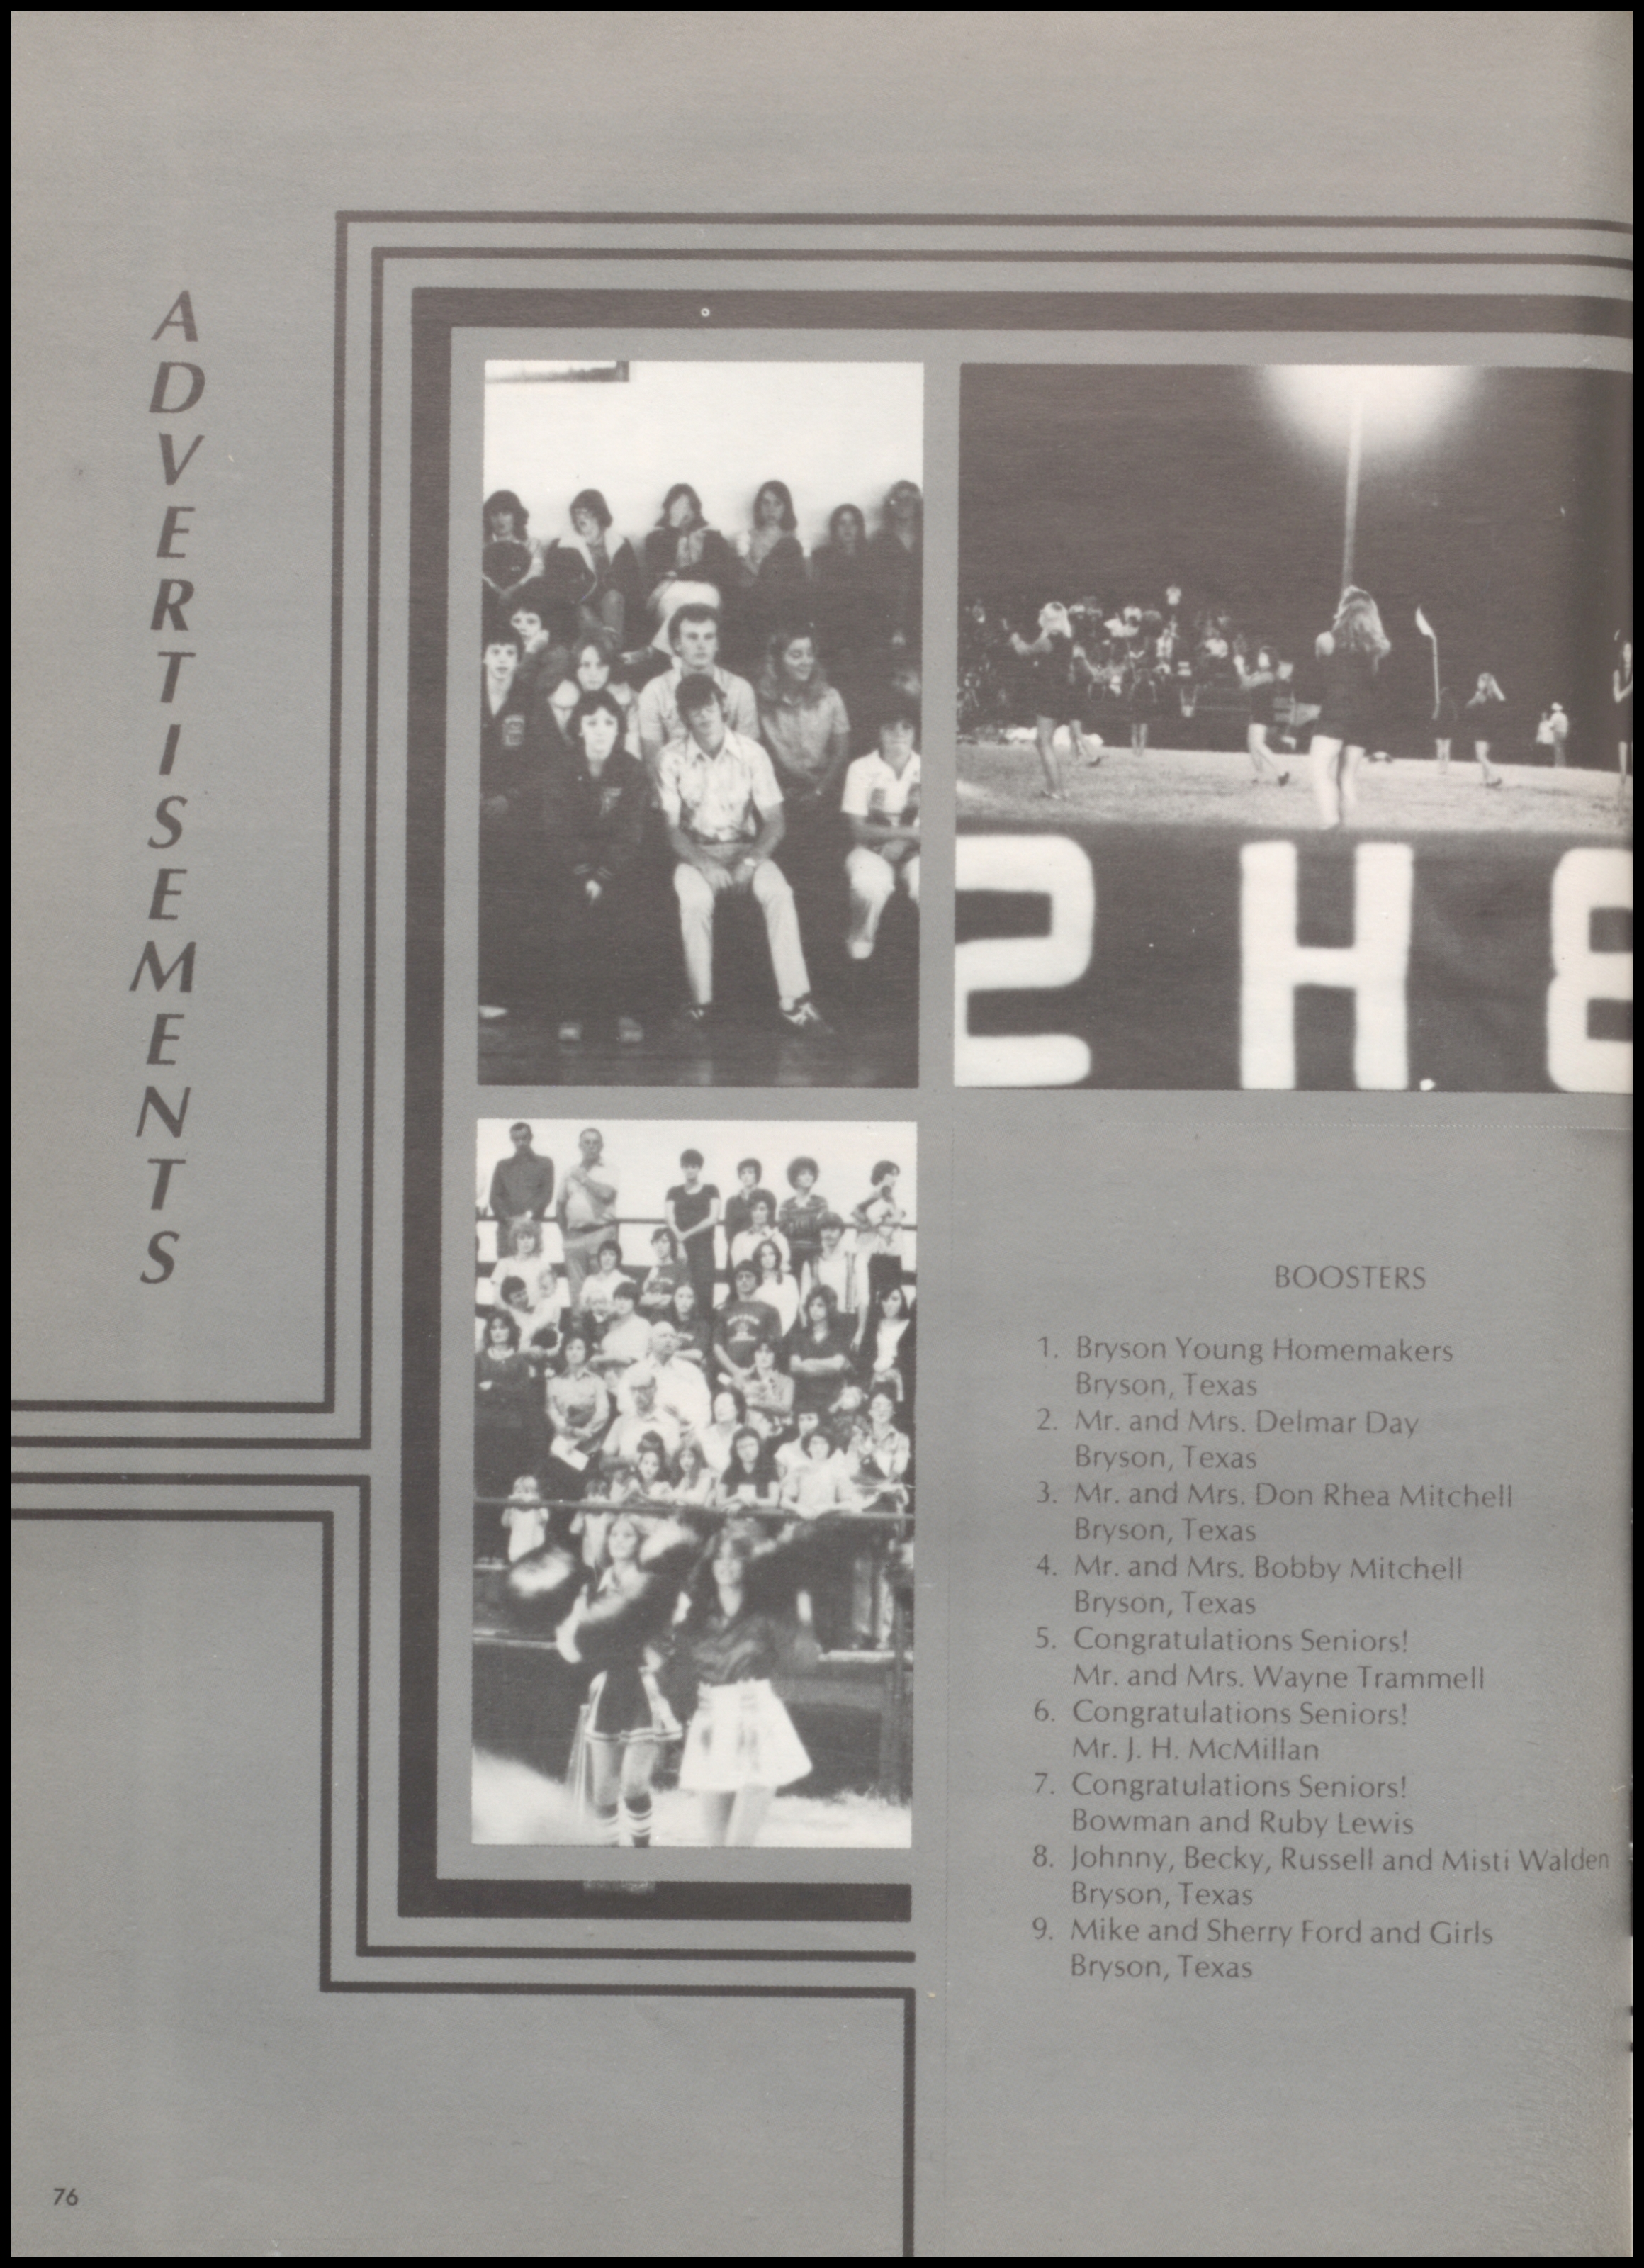 ADVERTISEMENTS
2 H 8
BOOSTERS
1. Bryson Young Homemakers
Bryson, Texas
2. Mr. and Mrs. Delmar Day
Bryson, Texas
3. Mr. and Mrs. Don Rhea Mitchell
Bryson, Texas
4. Mr. and Mrs. Bobby Mitchell
Bryson, Texas
5. Congratulations Seniors!
Mr. and Mrs. Wayne Trammell
6. Congratulations Seniors!
Mr. J. H. McMillan
7. Congratulations Seniors!
Bowman and Ruby Lewis
8. Johnny, Becky, Russell and Misti Walden
Bryson, Texas
9. Mike and Sherry Ford and Girls
Bryson, Texas
76